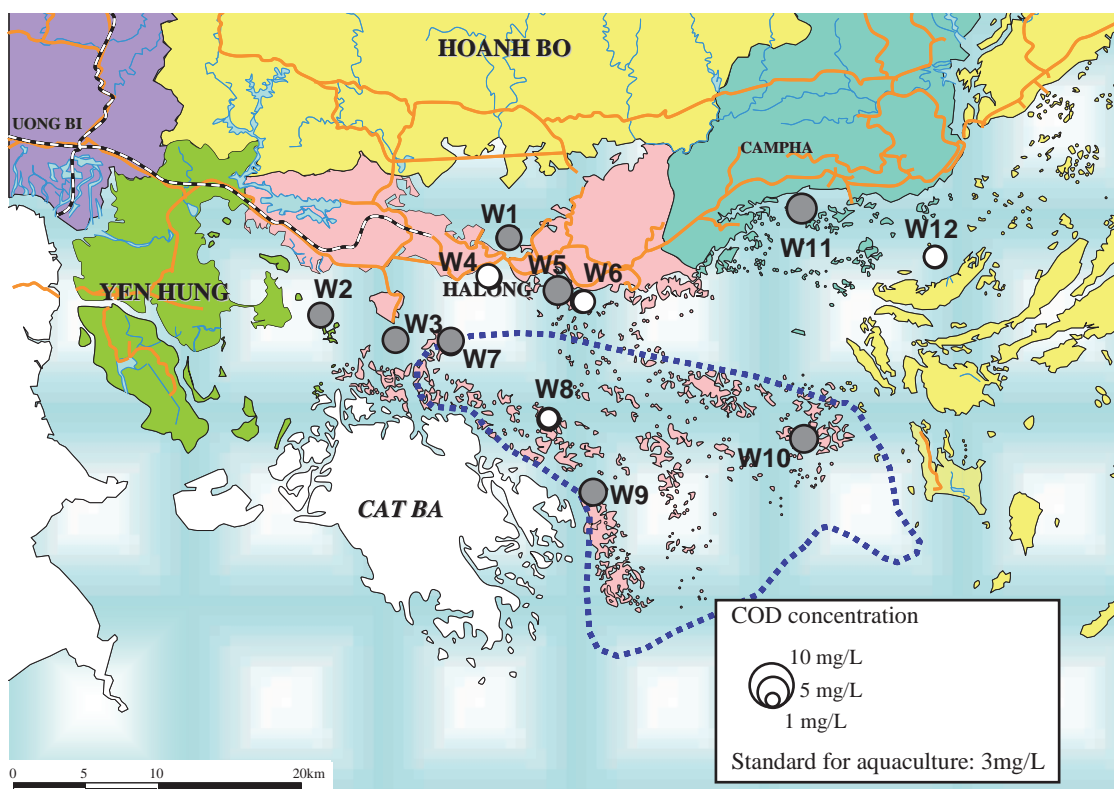 HOANH BO
UONG BI
CAMPHA
W1
W12
W11
W4
W5
W6
HALONG
YEN HUNG
W2
W3
W7
W8
W10
W9
CAT BA
COD concentration
10 mg/L
5 mg/L
1 mg/L
Standard for aquaculture: 3mg/L
0 5 10 20km